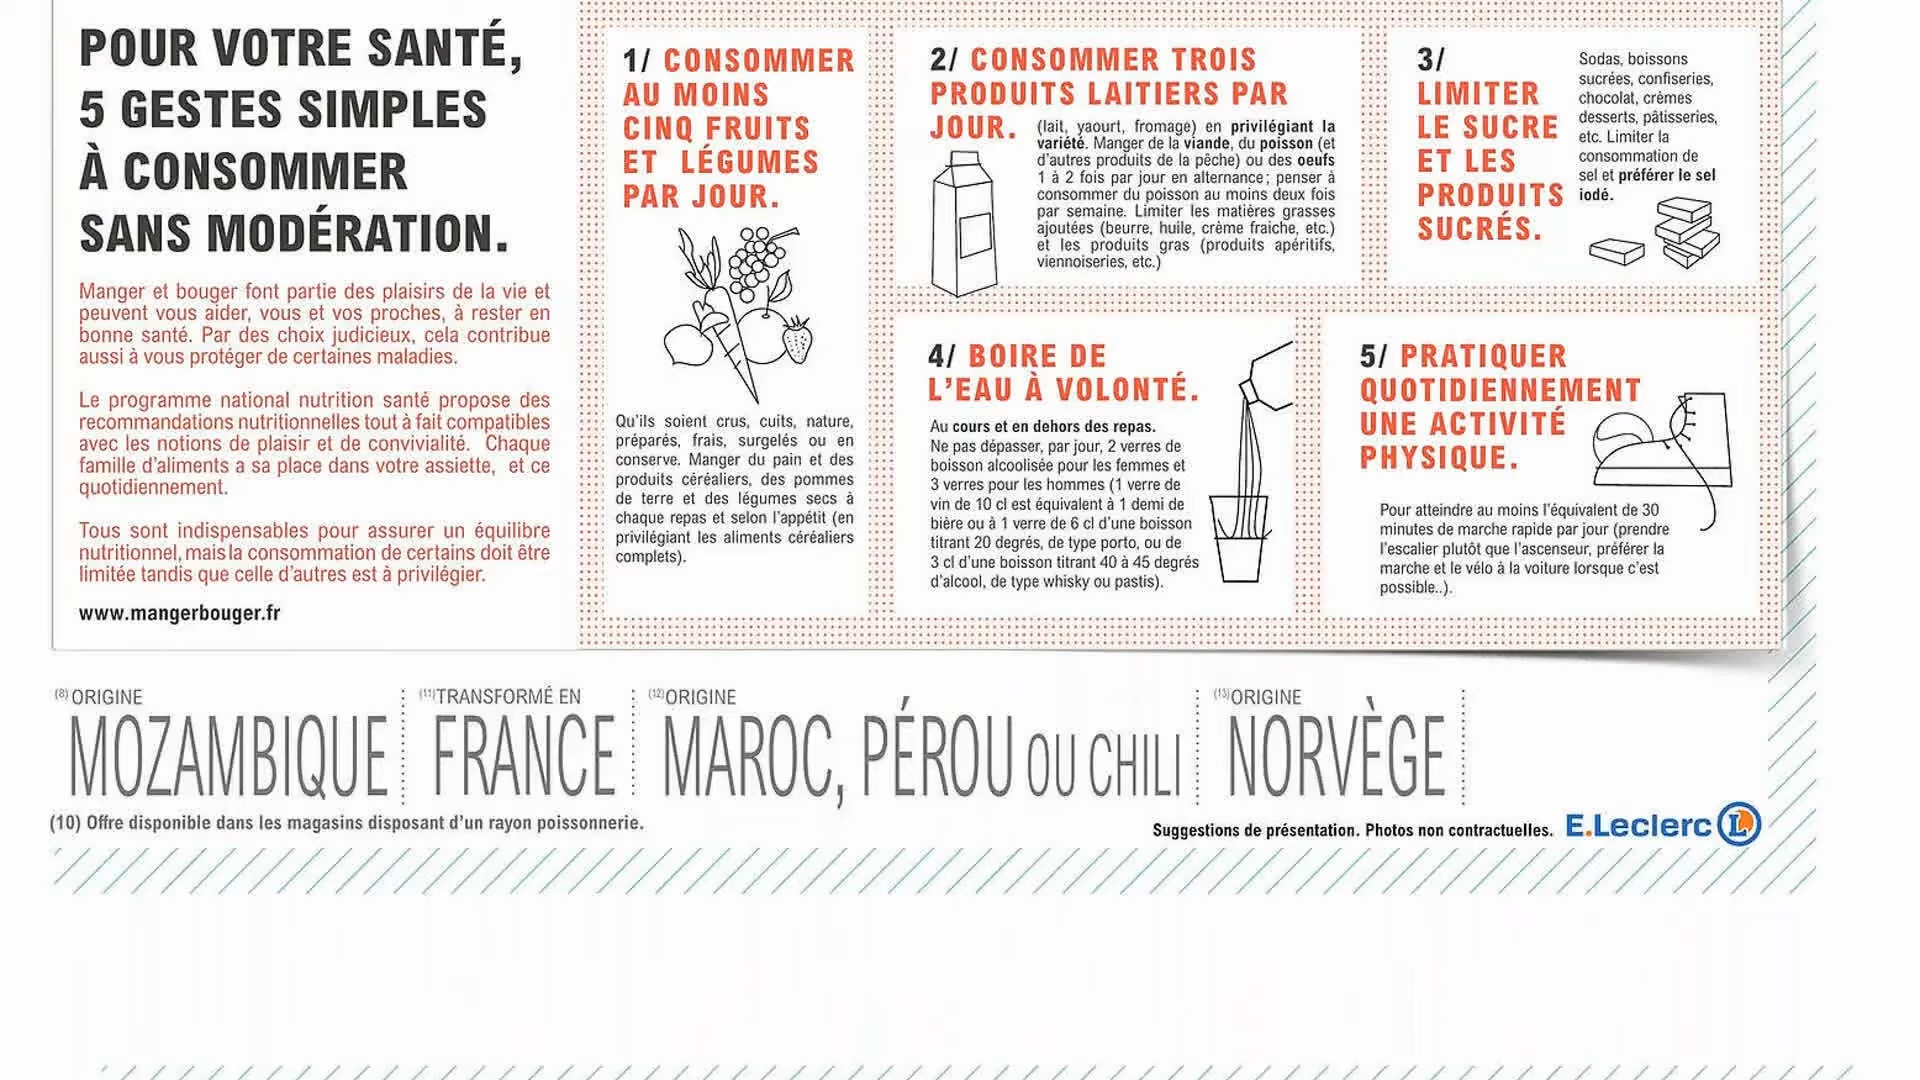 POUR VOTRE SANTÉ,
5 GESTES SIMPLES
À CONSOMMER
SANS MODÉRATION.
Manger et bouger font partie des plaisirs de la vie et
peuvent vous aider, vous et vos proches, à rester en
bonne santé. Par des choix judicieux, cela contribue
aussi à vous protéger de certaines maladies.
Le programme national nutrition santé propose des
recommandations nutritionnelles tout à fait compatibles
avec les notions de plaisir et de convivialité. Chaque
famille d'aliments a sa place dans votre assiette, et ce
quotidiennement.
Tous sont indispensables pour assurer un équilibre
nutritionnel, mais la consommation de certains doit être
limitée tandis que celle d'autres est à privilégier.
www.mangerbouger.fr
1/ CONSOMMER
AU MOINS
CINQ FRUITS
ET LÉGUMES
PAR JOUR.
Qu'ils soient crus, cuits, nature,
préparés, frais, surgelés ou en
conserve. Manger du pain et des
produits céréaliers, des pommes
de terre et des légumes secs à
chaque repas et selon l'appétit (en
privilégiant les aliments céréaliers
complets).
2/ CONSOMMER TROIS
PRODUITS LAITIERS PAR
JOUR.
(lait, yaourt, fromage) en privilégiant la
variété. Manger de la viande, du poisson (et
d'autres produits de la pêche) ou des oeufs
1 à 2 fois par jour en alternance ; penser à
consommer du poisson au moins deux fois
par semaine. Limiter les matières grasses
ajoutées (beurre, huile, crème fraiche, etc.)
et les produits gras (produits apéritifs,
viennoiseries, etc.)
3/
LIMITER
LE SUCRE
ET LES
PRODUITS
SUCRÉS.
Sodas, boissons
sucrées, confiseries,
chocolat, crèmes
desserts, pâtisseries,
etc. Limiter la
consommation de
sel et préférer le sel
iodé.
4/ BOIRE DE
L'EAU À VOLONTÉ.
Au cours et en dehors des repas.
Ne pas dépasser, par jour, 2 verres de
boisson alcoolisée pour les femmes et
3 verres pour les hommes (1 verre de
vin de 10 cl est équivalent à 1 demi de
bière ou à 1 verre de 6 cl d'une boisson
titrant 20 degrés, de type porto, ou de
3 cl d'une boisson titrant 40 à 45 degrés
d'alcool, de type whisky ou pastis).
5/ PRATIQUER
QUOTIDIENNEMENT
UNE ACTIVITÉ
PHYSIQUE.
Pour atteindre au moins l'équivalent de 30
minutes de marche rapide par jour (prendre
l'escalier plutôt que l'ascenseur, préférer la
marche et le vélo à la voiture lorsque c'est
possible..).
(8) ORIGINE
MOZAMBIQUE
(11) TRANSFORMÉ EN
FRANCE
(12) ORIGINE
MAROC, PÉROU OU CHILI
(13) ORIGINE
NORVÈGE
(10) Offre disponible dans les magasins disposant d'un rayon poissonnerie.
Suggestions de présentation. Photos non contractuelles.
E.Leclerc L